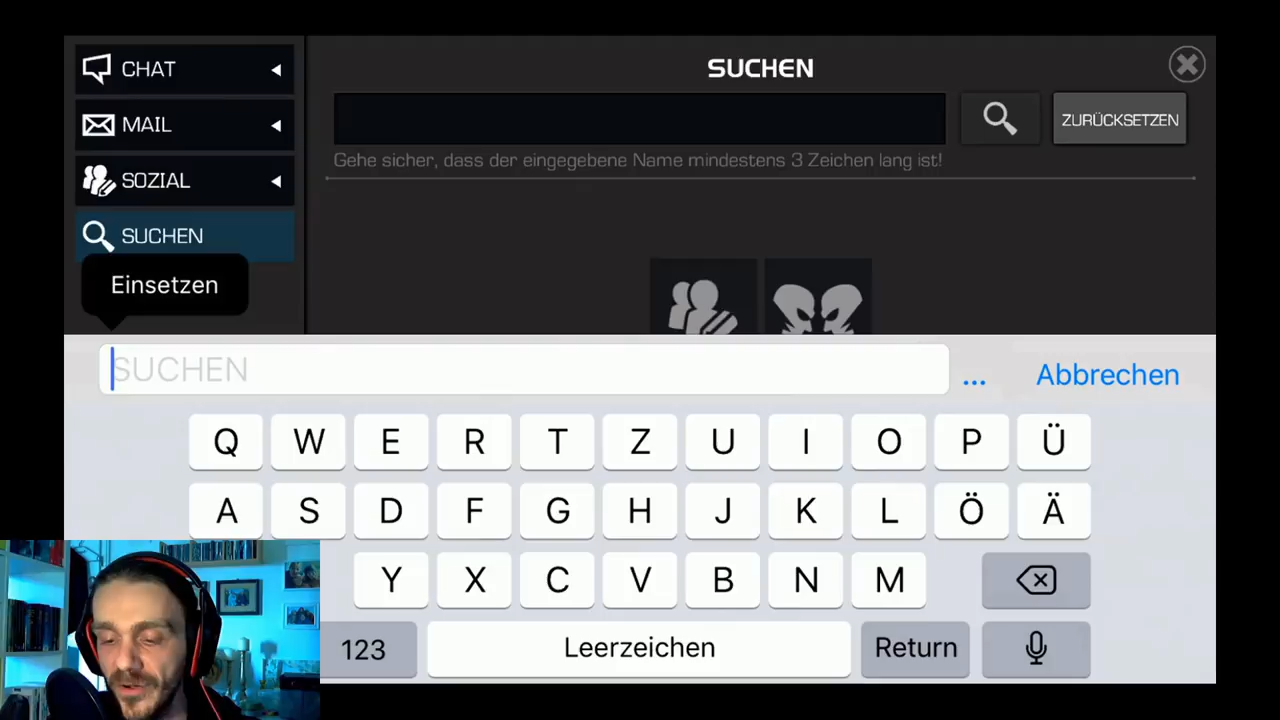 CHAT
MAIL
SOZIAL
SUCHEN
Einsetzen
SUCHEN
ZURÜCKSETZEN
Gehe sicher, dass der eingegebene Name mindestens 3 Zeichen lang ist!
SUCHEN
...
Abbrechen
Q W E R T Z U I O P Ü
A S D F G H J K L Ö Ä
Y X C V B N M
123 Leerzeichen Return